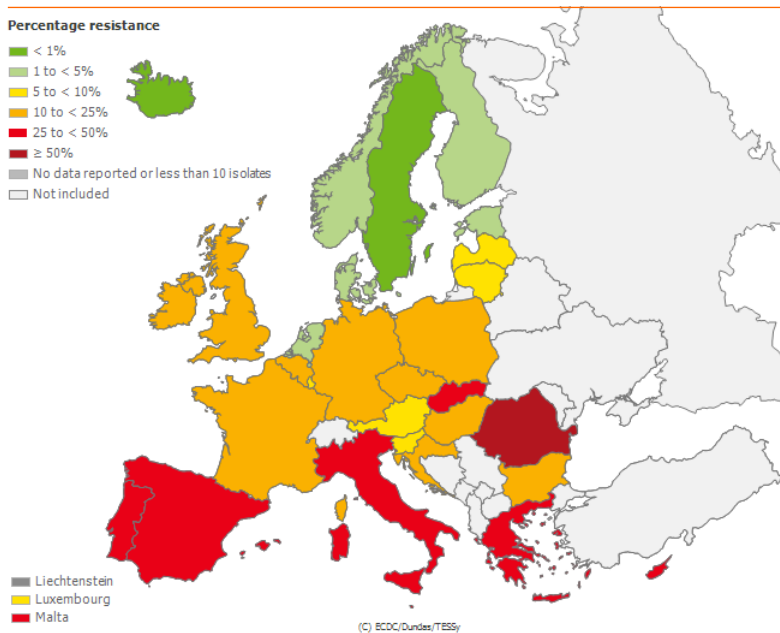 Percentage resistance
< 1%
1 to < 5%
5 to < 10%
10 to < 25%
25 to < 50%
≥ 50%
No data reported or less than 10 isolates
Not included
Liechtenstein
Luxembourg
Malta
(C) ECDC/Dundas/TESSy